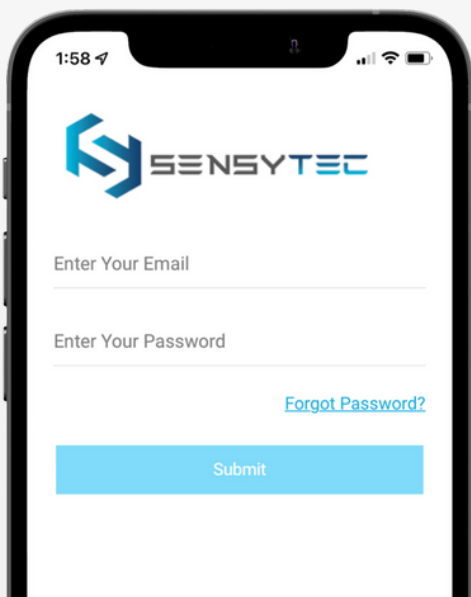 1:58
SENSYTEC
Enter Your Email
Enter Your Password
Forgot Password?
Submit